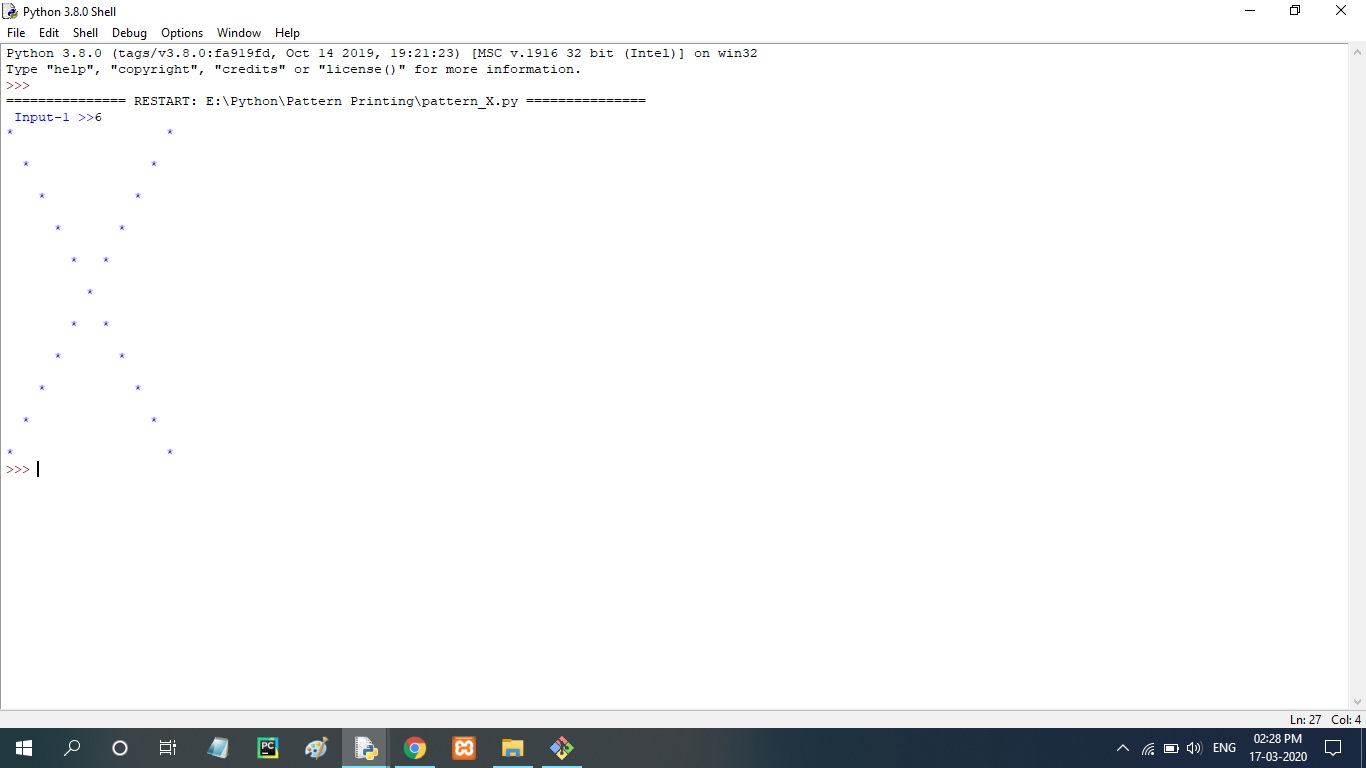 Python 3.8.0 Shell
File Edit Shell Debug Options Window Help
Python 3.8.0 (tags/v3.8.0:fa919fd, Oct 14 2019, 19:21:23) [MSC v.1916 32 bit (Intel)] on win32
Type "help", "copyright", "credits" or "license()" for more information.
>>>
=============== RESTART: E:\Python\Pattern Printing\pattern_X.py ===============
 Input-1 >>6
*                   *
  *               *
    *           *
      *       *
        *   *
          *
        *   *
      *       *
    *           *
  *               *
*                   *
>>>
Ln: 27 Col: 4
PC
ENG
02:28 PM
17-03-2020